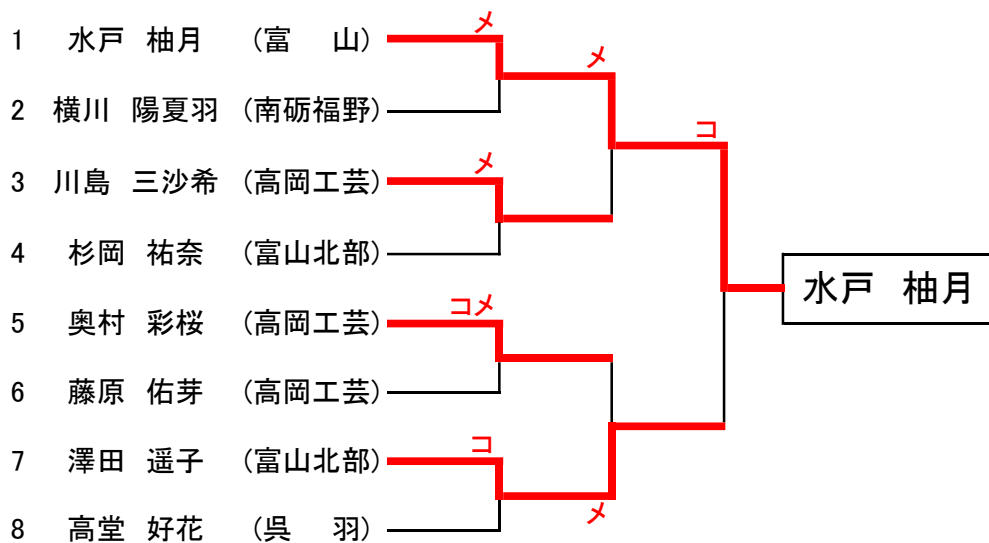 メ
1 水戸 柚月 (富 山)
メ
2 横川 陽夏羽 (南砺福野)
コ
メ
3 川島 三沙希 (高岡工芸)
4 杉岡 祐奈 (富山北部)
水戸 柚月
コメ
5 奥村 彩桜 (高岡工芸)
6 藤原 佑芽 (高岡工芸)
コ
7 澤田 遥子 (富山北部)
メ
8 高堂 好花 (呉 羽)